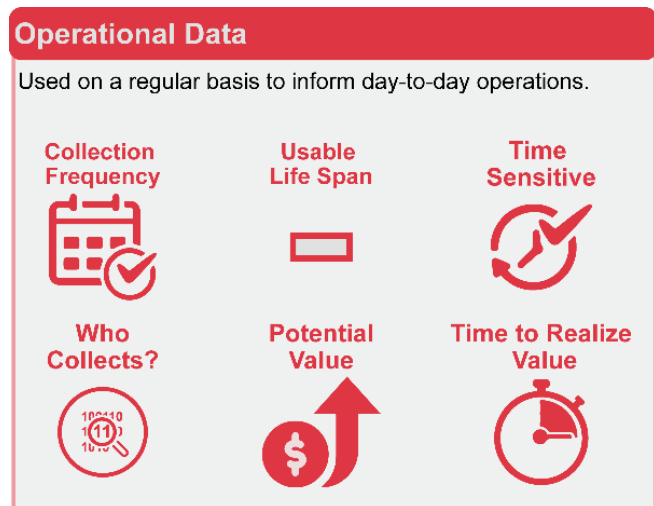 Operational Data
Used on a regular basis to inform day-to-day operations.
Collection
Frequency
Usable
Life Span
Time
Sensitive
Who
Collects?
Potential
Value
Time to Realize
Value
11
$